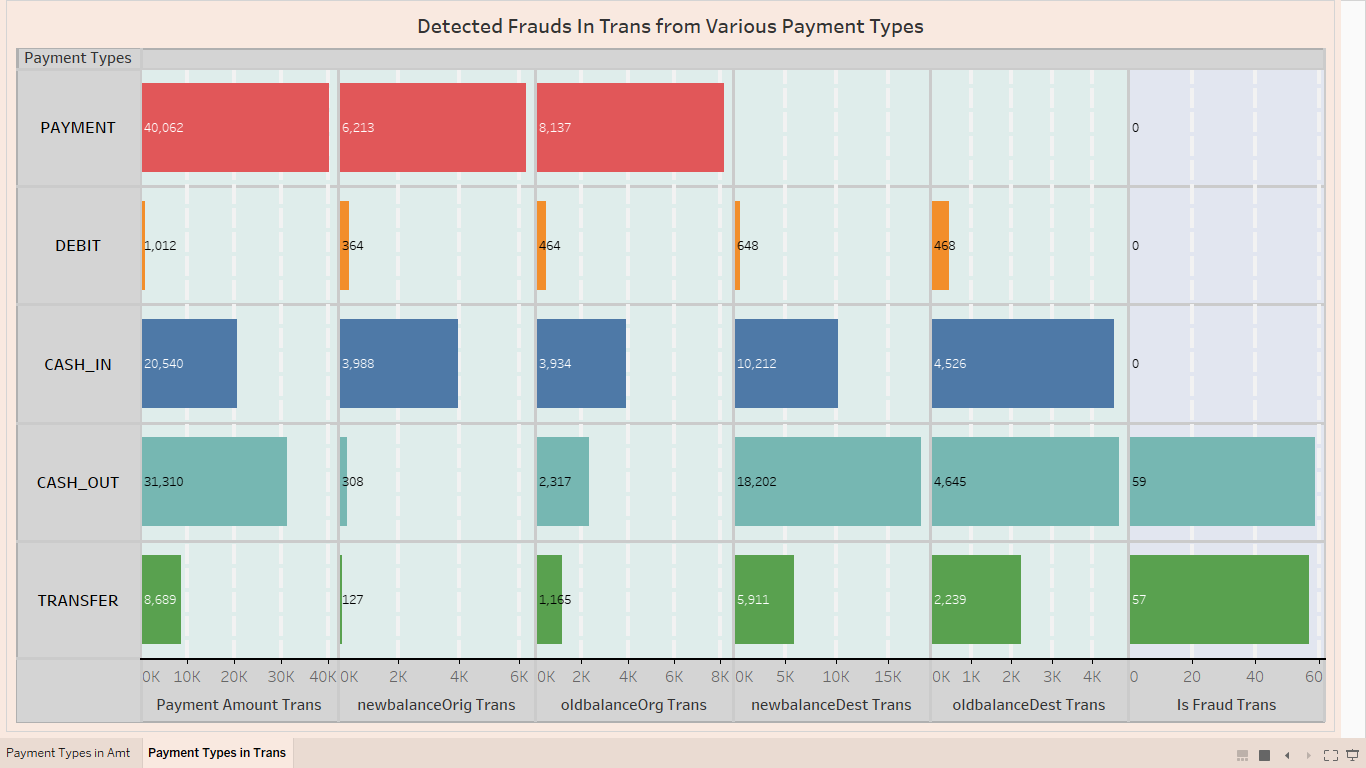 Detected Frauds In Trans from Various Payment Types
Payment Types
PAYMENT 40,062 6,213 8,137 0
DEBIT 1,012 364 464 648 468 0
CASH_IN 20,540 3,988 3,934 10,212 4,526 0
CASH_OUT 31,310 308 2,317 18,202 4,645 59
TRANSFER 8,689 127 1,165 5,911 2,239 57
0K 10K 20K 30K 40K 0K 2K 4K 6K 0K 2K 4K 6K 8K 0K 5K 10K 15K 0K 1K 2K 3K 4K 0 20 40 60
Payment Amount Trans newbalanceOrig Trans oldbalanceOrg Trans newbalanceDest Trans oldbalanceDest Trans Is Fraud Trans
Payment Types in Amt Payment Types in Trans